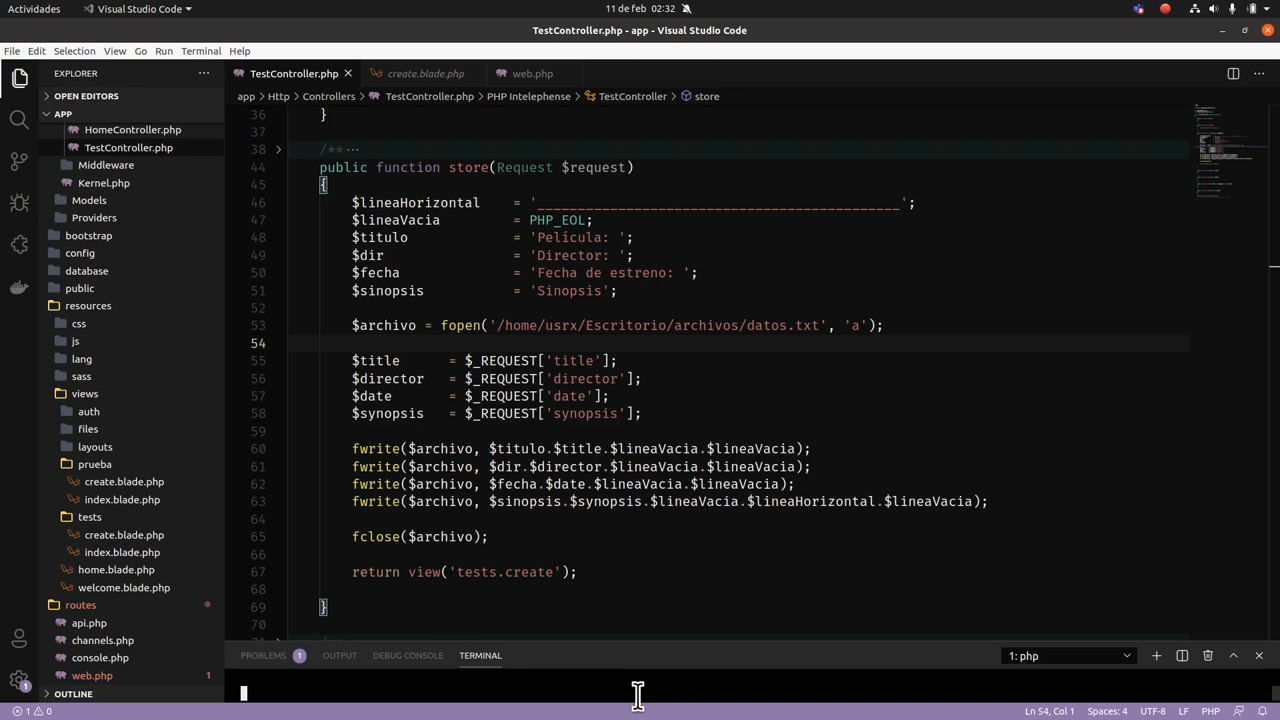 Actividades
Visual Studio Code
11 de feb 02:32
TestController.php - app - Visual Studio Code
File Edit Selection View Go Run Terminal Help
EXPLORER
OPEN EDITORS
APP
HomeController.php
TestController.php
Middleware
Kernel.php
Models
Providers
bootstrap
config
database
public
resources
css
js
lang
sass
views
auth
files
layouts
prueba
create.blade.php
index.blade.php
tests
create.blade.php
index.blade.php
home.blade.php
welcome.blade.php
routes
api.php
channels.php
console.php
web.php 1
OUTLINE
TestController.php
create.blade.php
web.php
app > Http > Controllers > TestController.php > PHP Intelephense > TestController > store
36 }
37
38 /** ···
44 public function store(Request $request)
45 {
46 $lineaHorizontal = '_____________________________________________';
47 $lineaVacia = PHP_EOL;
48 $titulo = 'Película: ';
49 $dir = 'Director: ';
50 $fecha = 'Fecha de estreno: ';
51 $sinopsis = 'Sinopsis';
52
53 $archivo = fopen('/home/usrx/Escritorio/archivos/datos.txt', 'a');
54
55 $title = $_REQUEST['title'];
56 $director = $_REQUEST['director'];
57 $date = $_REQUEST['date'];
58 $synopsis = $_REQUEST['synopsis'];
59
60 fwrite($archivo, $titulo.$title.$lineaVacia.$lineaVacia);
61 fwrite($archivo, $dir.$director.$lineaVacia.$lineaVacia);
62 fwrite($archivo, $fecha.$date.$lineaVacia.$lineaVacia);
63 fwrite($archivo, $sinopsis.$synopsis.$lineaVacia.$lineaHorizontal.$lineaVacia);
64
65 fclose($archivo);
66
67 return view('tests.create');
68
69 }
70
PROBLEMS 1 OUTPUT DEBUG CONSOLE TERMINAL
1: php
1 0
Ln 54, Col 1 Spaces: 4 UTF-8 LF PHP